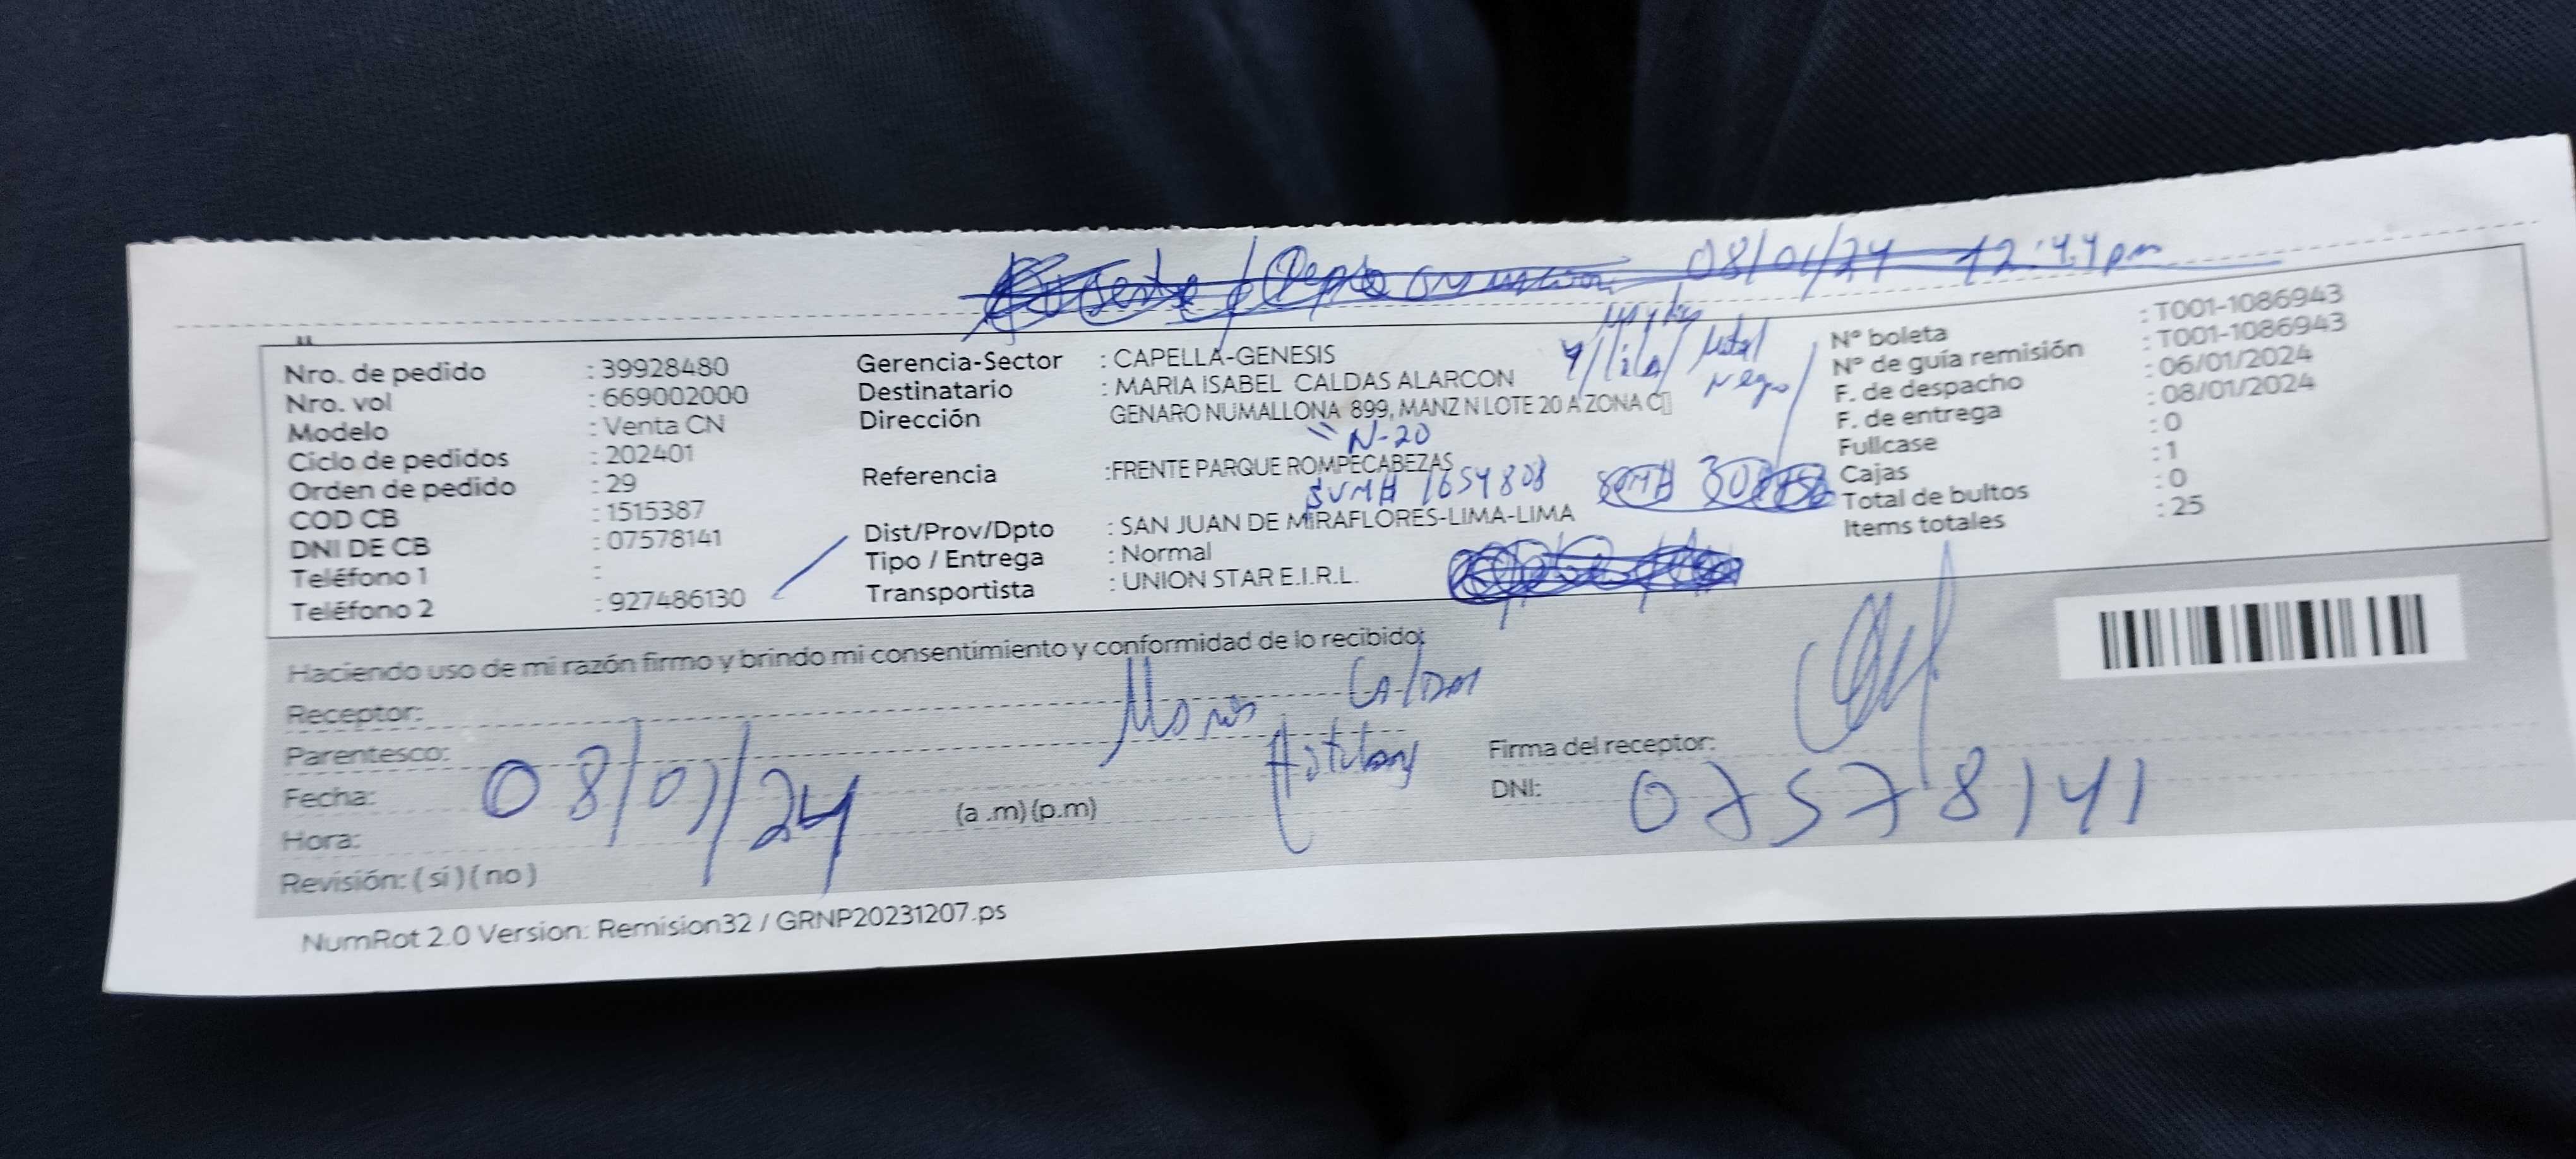 08/01/24 12:44 pm
Nro. de pedido : 39928480
Nro. vol : 669002000
Modelo : Venta CN
Ciclo de pedidos : 202401
Orden de pedido : 29
COD CB : 1515387
DNI DE CB : 07578141
Teléfono 1 :
Teléfono 2 : 927486130
Gerencia-Sector : CAPELLA-GENESIS
Destinatario : MARIA ISABEL CALDAS ALARCON
Dirección GENARO NUMALLONA 899, MANZ N LOTE 20 A ZONA C
N-20
Referencia :FRENTE PARQUE ROMPECABEZAS
1654808
Dist/Prov/Dpto : SAN JUAN DE MIRAFLORES-LIMA-LIMA
Tipo / Entrega : Normal
Transportista : UNION STAR E.I.R.L.
Nº boleta : T001-1086943
Nº de guía remisión : T001-1086943
F. de despacho : 06/01/2024
F. de entrega : 08/01/2024
Fullcase : 0
Cajas : 1
Total de bultos : 0
Items totales : 25
Haciendo uso de mi razón firmo y brindo mi consentimiento y conformidad de lo recibido:
Receptor: Caldas
Parentesco:
Fecha: 08/01/24
Hora: (a .m) (p.m)
Revisión: ( sí ) ( no )
Firma del receptor:
DNI: 07578141
NumRot 2.0 Version: Remision32 / GRNP20231207.ps